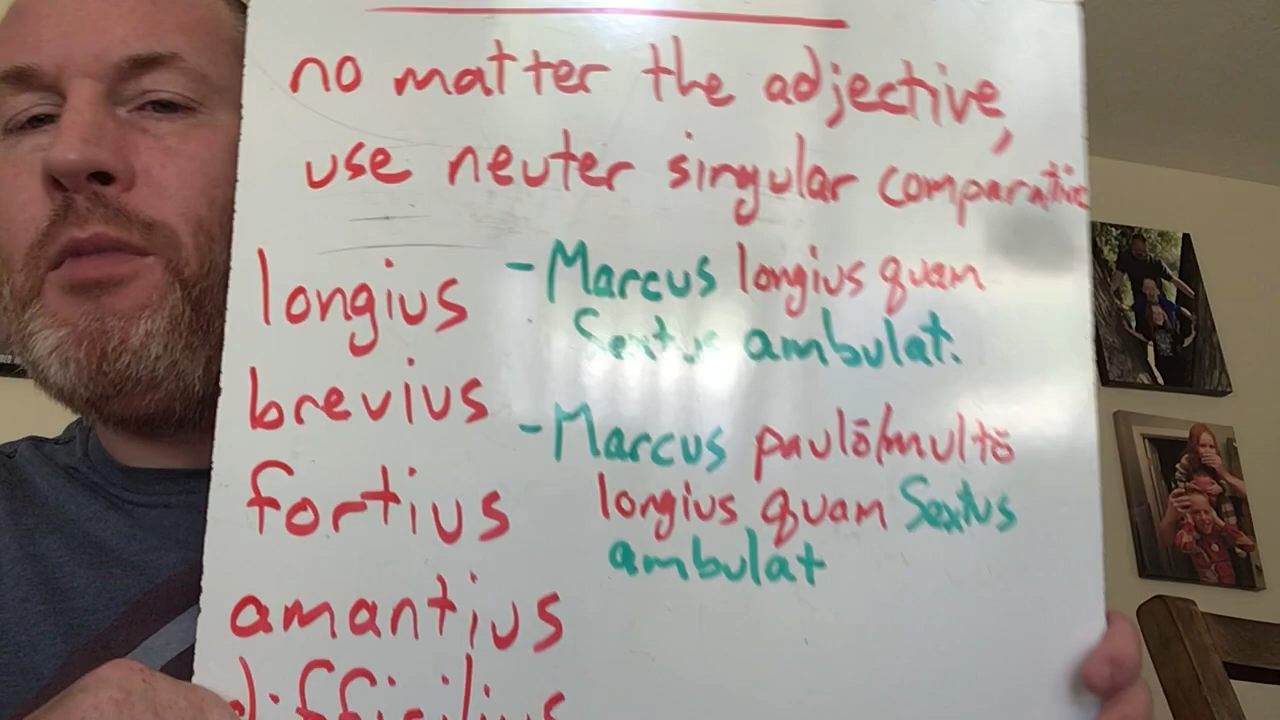 no matter the adjective,
use neuter singular comparative
longius
- Marcus longius quam
Sextus ambulat.
brevius
- Marcus paulō/multō
longius quam Sextus
ambulat
fortius
amantius
difficilius